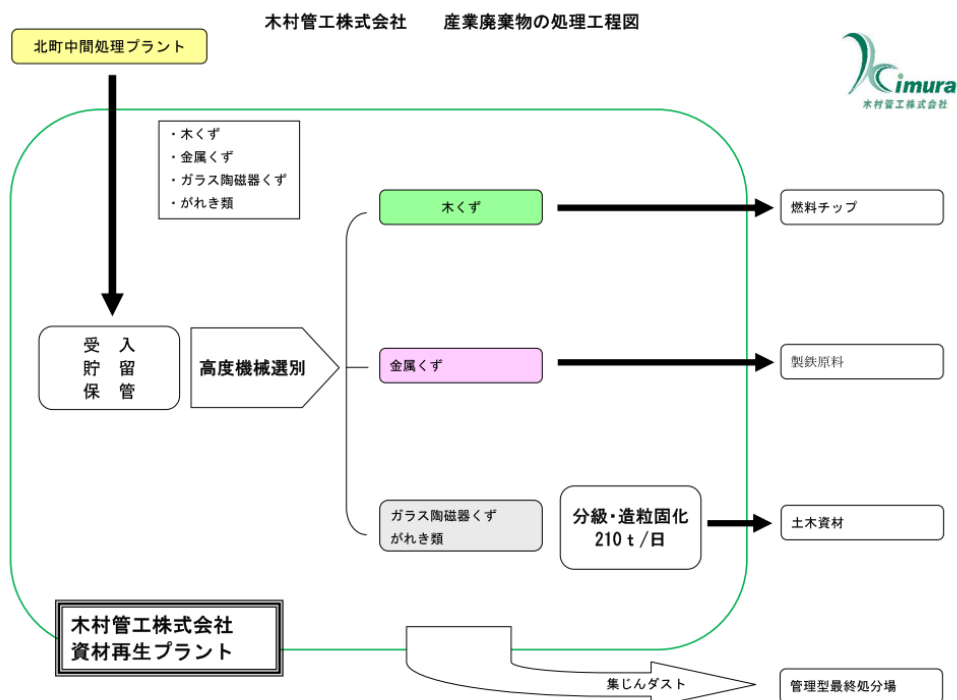 木村管工株式会社　　産業廃棄物の処理工程図
北町中間処理プラント
Kimura
木村管工株式会社
・木くず
・金属くず
・ガラス陶磁器くず
・がれき類
木くず
燃料チップ
受　入
貯　留
保　管
高度機械選別
金属くず
製鉄原料
ガラス陶磁器くず
がれき類
分級・造粒固化
210ｔ/日
土木資材
木村管工株式会社
資材再生プラント
集じんダスト
管理型最終処分場